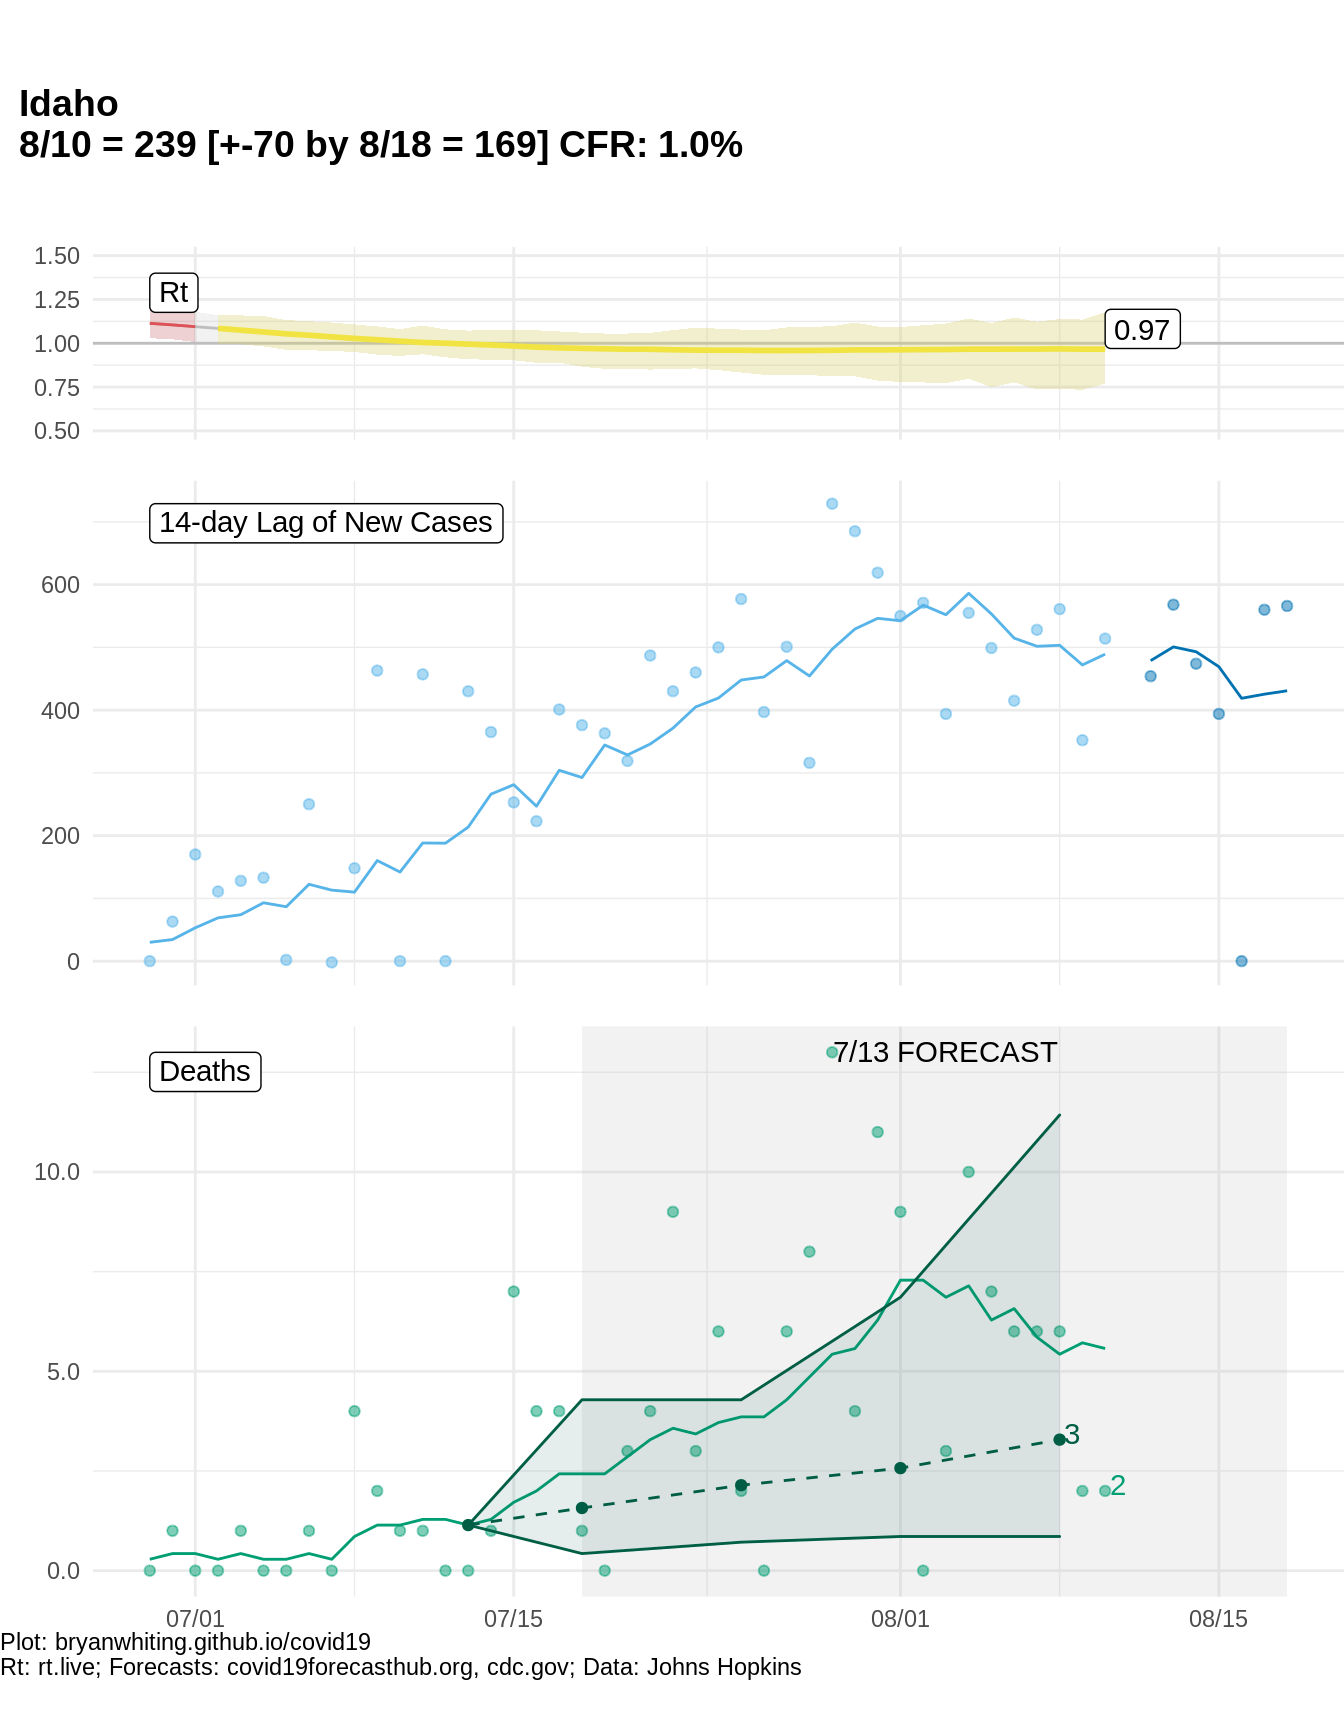 Idaho
8/10 = 239 [+-70 by 8/18 = 169] CFR: 1.0%
1.50
Rt
1.25
0.97
1.00
0.75
0.50
14-day Lag of New Cases
600
400
200
0
7/13 FORECAST
Deaths
10.0
5.0
3
2
0.0
07/01 07/15 08/01 08/15
Plot: bryanwhiting.github.io/covid19
Rt: rt.live; Forecasts: covid19forecasthub.org, cdc.gov; Data: Johns Hopkins